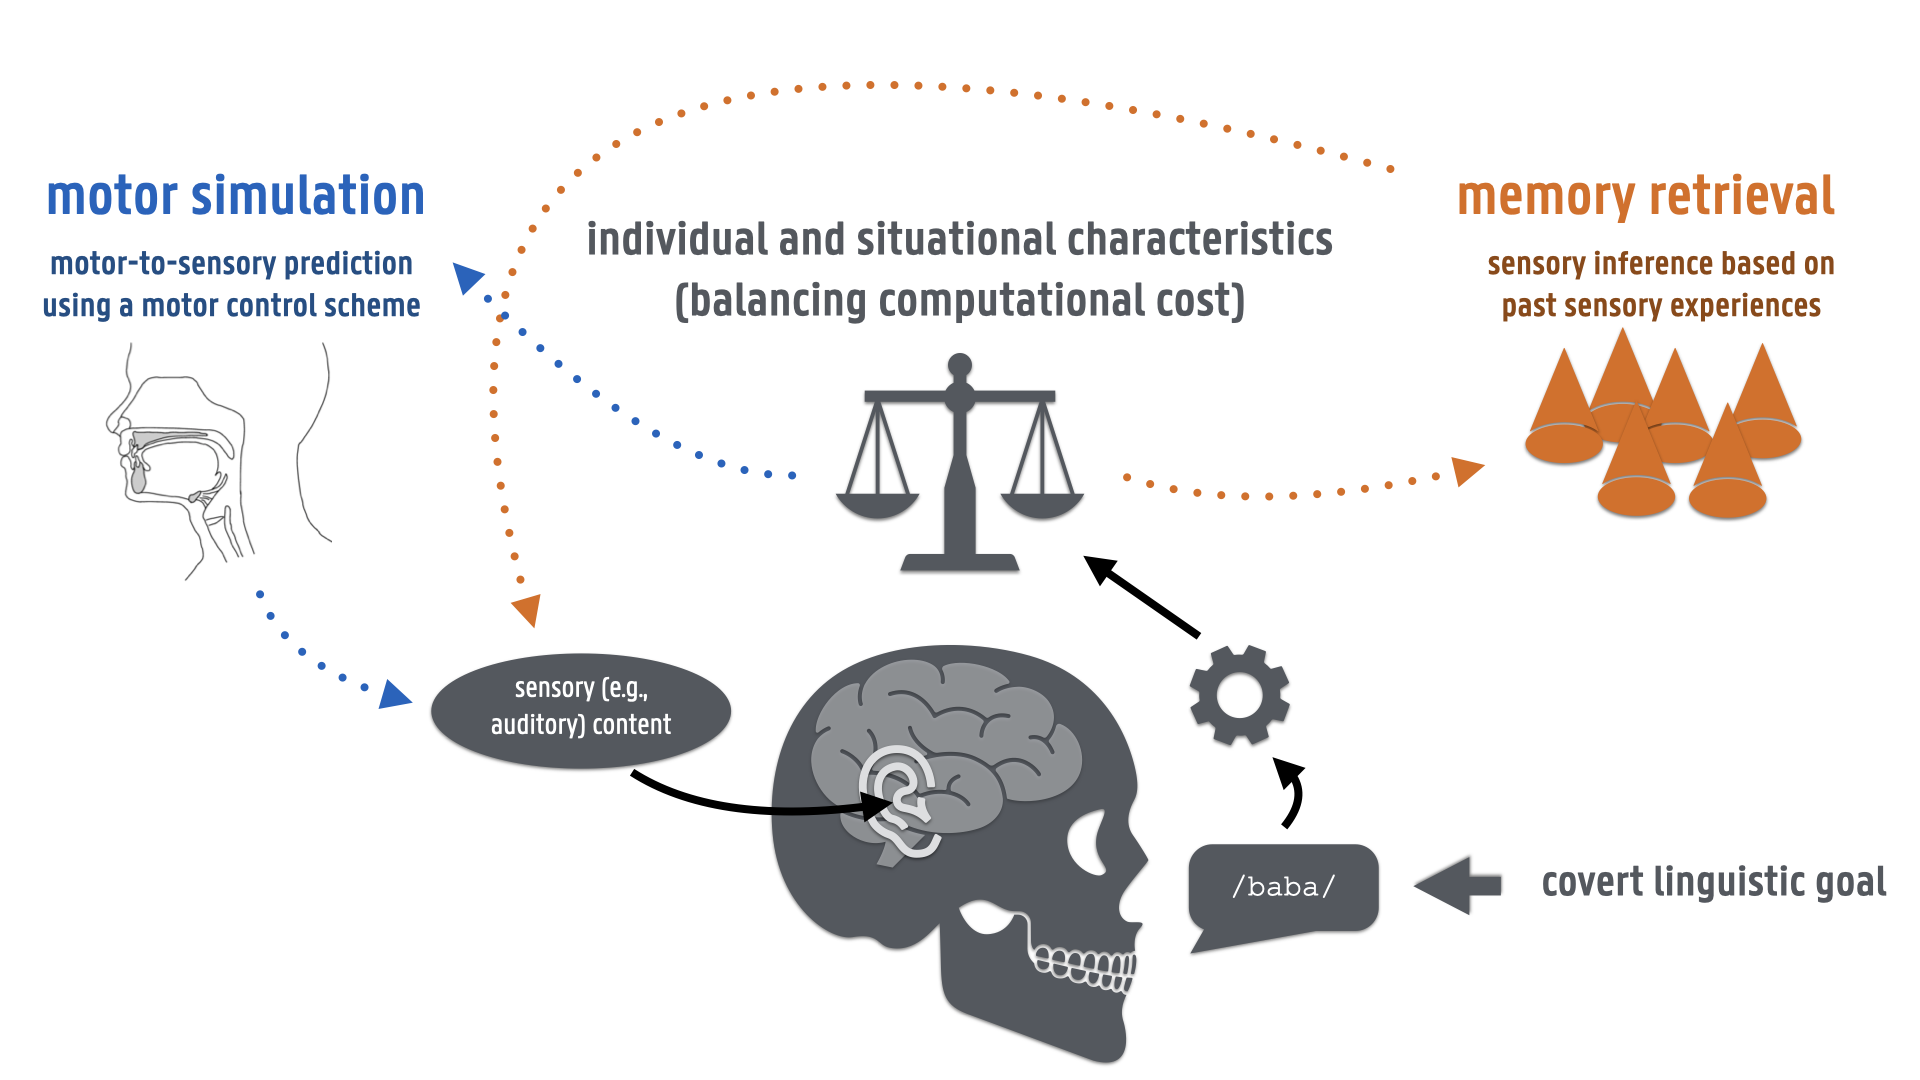 motor simulation
motor-to-sensory prediction
using a motor control scheme
individual and situational characteristics
(balancing computational cost)
memory retrieval
sensory inference based on
past sensory experiences
sensory (e.g.,
auditory) content
/baba/
covert linguistic goal